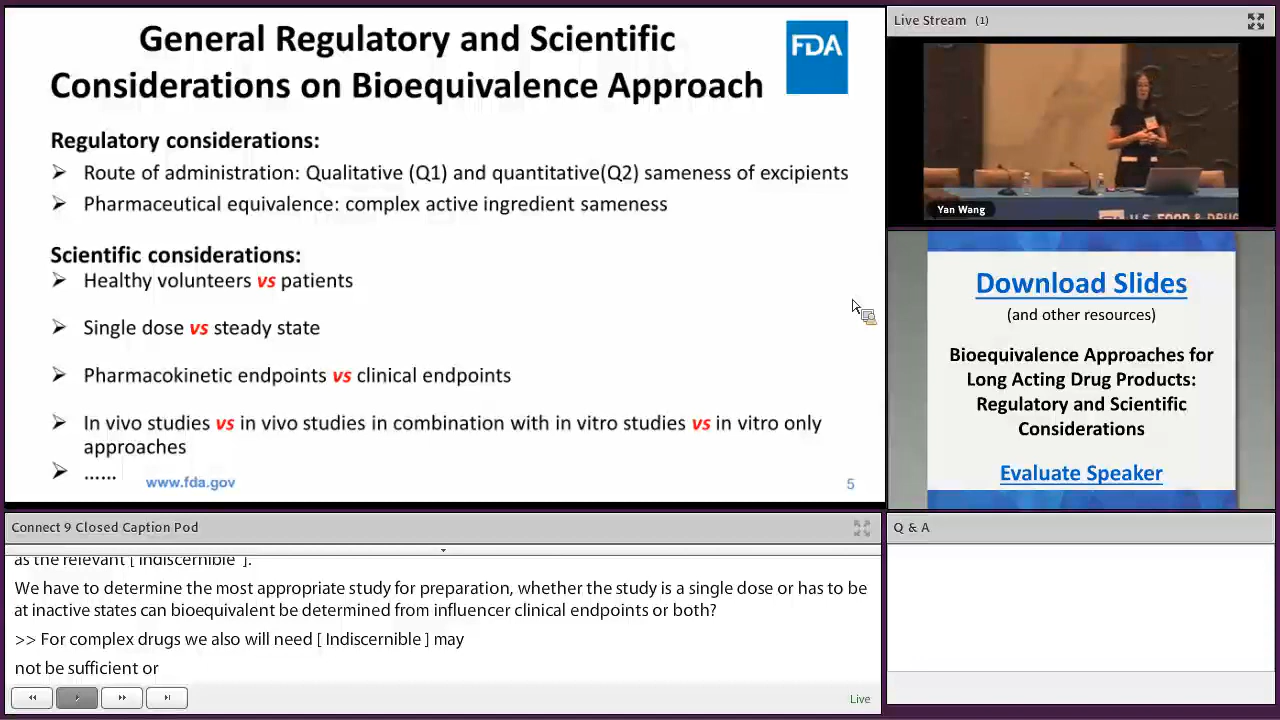 General Regulatory and Scientific
Considerations on Bioequivalence Approach
FDA
Regulatory considerations:
➢ Route of administration: Qualitative (Q1) and quantitative(Q2) sameness of excipients
➢ Pharmaceutical equivalence: complex active ingredient sameness
Scientific considerations:
➢ Healthy volunteers vs patients
➢ Single dose vs steady state
➢ Pharmacokinetic endpoints vs clinical endpoints
➢ In vivo studies vs in vivo studies in combination with in vitro studies vs in vitro only
approaches
➢ ……
www.fda.gov
5
Live Stream (1)
Yan Wang
U.S. FOOD & DRUG
Download Slides
(and other resources)
Bioequivalence Approaches for
Long Acting Drug Products:
Regulatory and Scientific
Considerations
Evaluate Speaker
Connect 9 Closed Caption Pod
as the relevant [ Indiscernible ].
We have to determine the most appropriate study for preparation, whether the study is a single dose or has to be
at inactive states can bioequivalent be determined from influencer clinical endpoints or both?
>> For complex drugs we also will need [ Indiscernible ] may
not be sufficient or
Live
Q & A